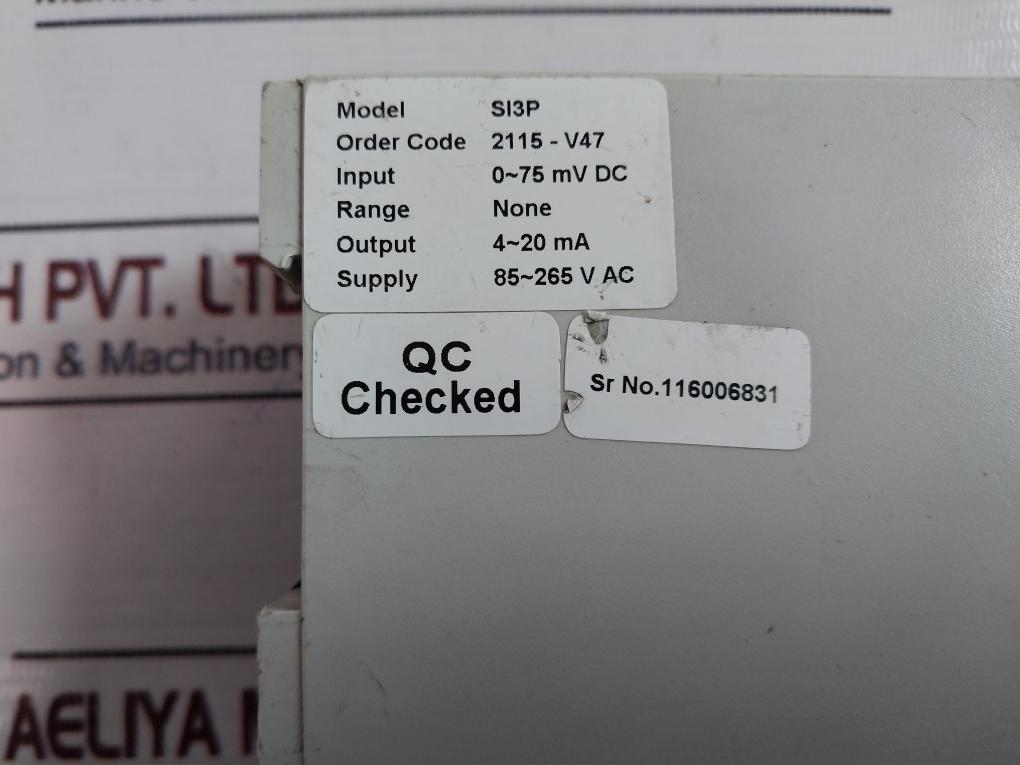 Model SI3P
Order Code 2115 - V47
Input 0~75 mV DC
Range None
Output 4~20 mA
Supply 85~265 V AC
QC
Checked
Sr No.116006831
H PVT. LTD
on & Machinery
AELIYA